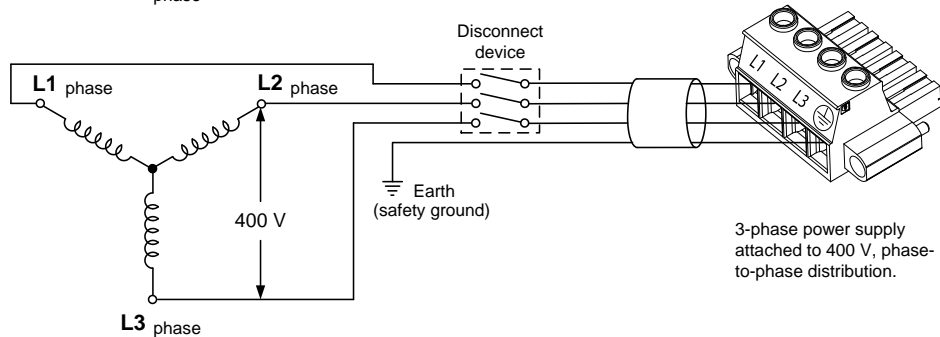 phase
Disconnect
device
L1 phase
L2 phase
L1 L2 L3
400 V
Earth
(safety ground)
3-phase power supply
attached to 400 V, phase-
to-phase distribution.
L3 phase